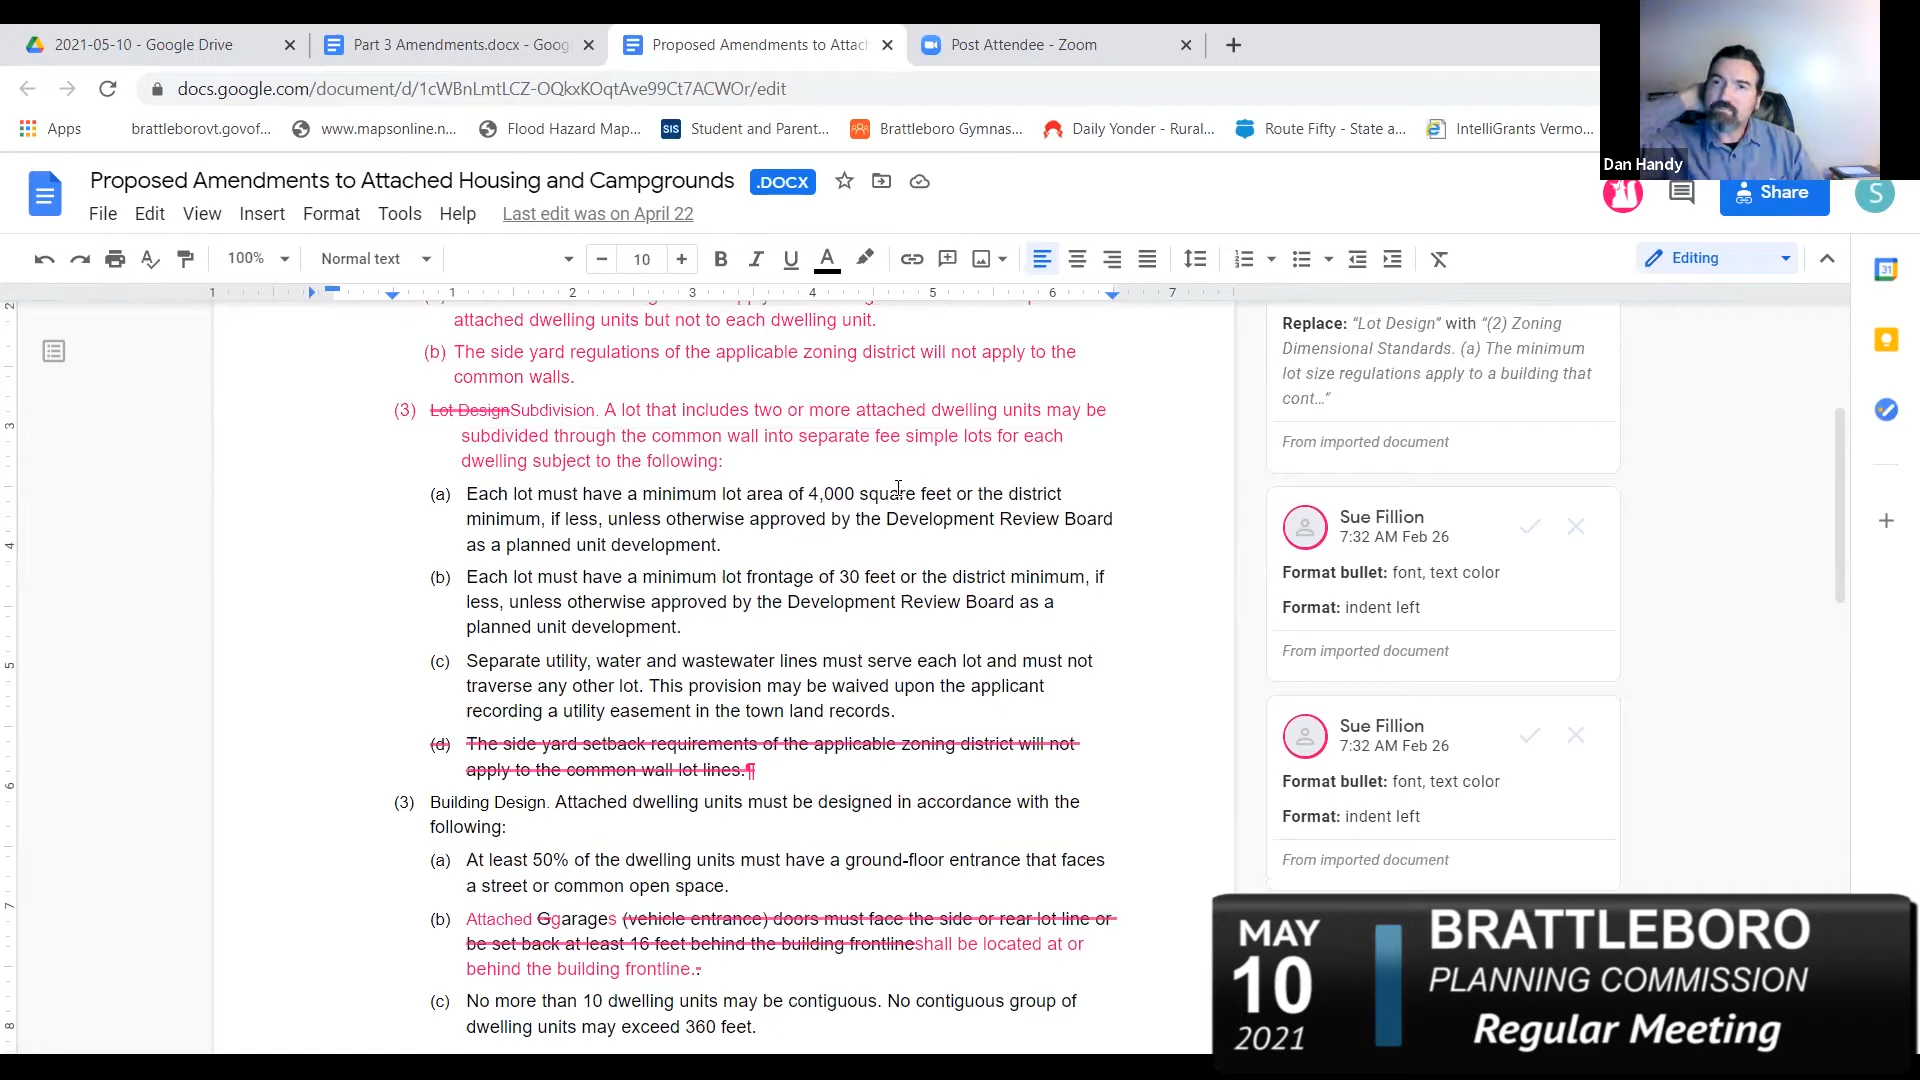 2021-05-10 - Google Drive
Part 3 Amendments.docx - Goog
Proposed Amendments to Attach
Post Attendee - Zoom
docs.google.com/document/d/1cWBnLmtLCZ-OQkxKOqtAve99Ct7ACWOr/edit
Apps
brattleborovt.govof...
www.mapsonline.n...
Flood Hazard Map...
SIS
Student and Parent...
Brattleboro Gymnas...
Daily Yonder - Rural...
Route Fifty - State a...
IntelliGrants Vermo...
Dan Handy
Proposed Amendments to Attached Housing and Campgrounds
.DOCX
Share
S
File Edit View Insert Format Tools Help Last edit was on April 22
100% Normal text 10 B I U A Editing
31
1 1 2 3 4 5 6 7
2
3
4
5
6
7
8
attached dwelling units but not to each dwelling unit.
(b) The side yard regulations of the applicable zoning district will not apply to the
common walls.
(3) Lot DesignSubdivision. A lot that includes two or more attached dwelling units may be
subdivided through the common wall into separate fee simple lots for each
dwelling subject to the following:
(a) Each lot must have a minimum lot area of 4,000 square feet or the district
minimum, if less, unless otherwise approved by the Development Review Board
as a planned unit development.
(b) Each lot must have a minimum lot frontage of 30 feet or the district minimum, if
less, unless otherwise approved by the Development Review Board as a
planned unit development.
(c) Separate utility, water and wastewater lines must serve each lot and must not
traverse any other lot. This provision may be waived upon the applicant
recording a utility easement in the town land records.
(d) The side yard setback requirements of the applicable zoning district will not
apply to the common wall lot lines.¶
(3) Building Design. Attached dwelling units must be designed in accordance with the
following:
(a) At least 50% of the dwelling units must have a ground-floor entrance that faces
a street or common open space.
(b) Attached Ggarages (vehicle entrance) doors must face the side or rear lot line or
be set back at least 16 feet behind the building frontlineshall be located at or
behind the building frontline..
(c) No more than 10 dwelling units may be contiguous. No contiguous group of
dwelling units may exceed 360 feet.
Replace: “Lot Design” with “(2) Zoning
Dimensional Standards. (a) The minimum
lot size regulations apply to a building that
cont...”
From imported document
Sue Fillion
7:32 AM Feb 26
Format bullet: font, text color
Format: indent left
From imported document
Sue Fillion
7:32 AM Feb 26
Format bullet: font, text color
Format: indent left
From imported document
MAY
10
2021
BRATTLEBORO
PLANNING COMMISSION
Regular Meeting